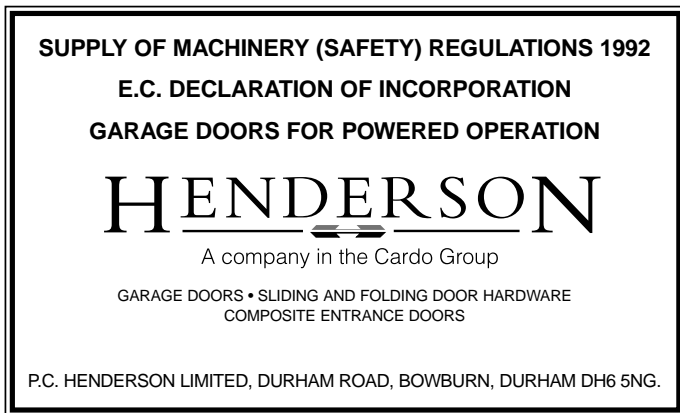 SUPPLY OF MACHINERY (SAFETY) REGULATIONS 1992
E.C. DECLARATION OF INCORPORATION
GARAGE DOORS FOR POWERED OPERATION
HENDERSON
A company in the Cardo Group
GARAGE DOORS • SLIDING AND FOLDING DOOR HARDWARE
COMPOSITE ENTRANCE DOORS
P.C. HENDERSON LIMITED, DURHAM ROAD, BOWBURN, DURHAM DH6 5NG.